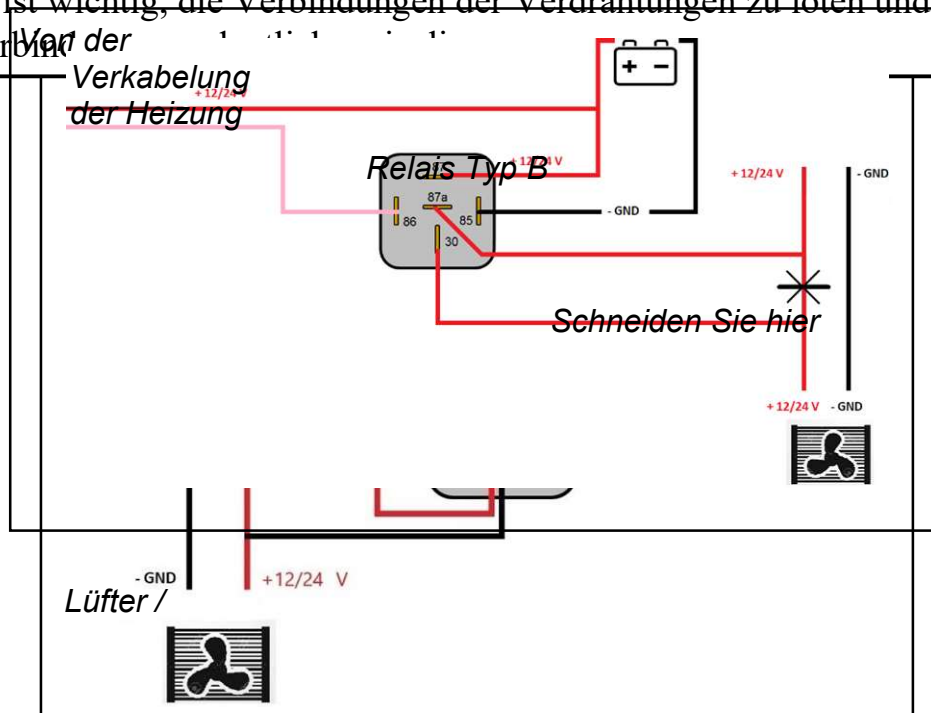 ist wichtig, die Verbindungen der Verdrahtungen zu löten und
Von der
Verkabelung
+ 12/24 V
der Heizung
+ -
Relais Typ B
+ 12/24 V
87a
86
85
30
- GND
+ 12/24 V
- GND
Schneiden Sie hier
+ 12/24 V
- GND
- GND
+12/24 V
Lüfter /